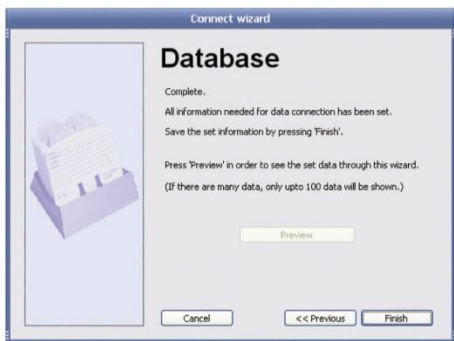 Connect wizard
Database
Complete.
All information needed for data connection has been set.
Save the set information by pressing 'Finish'.
Press 'Preview' in order to see the set data through this wizard.
(If there are many data, only upto 100 data will be shown.)
Preview
Cancel
<< Previous
Finish